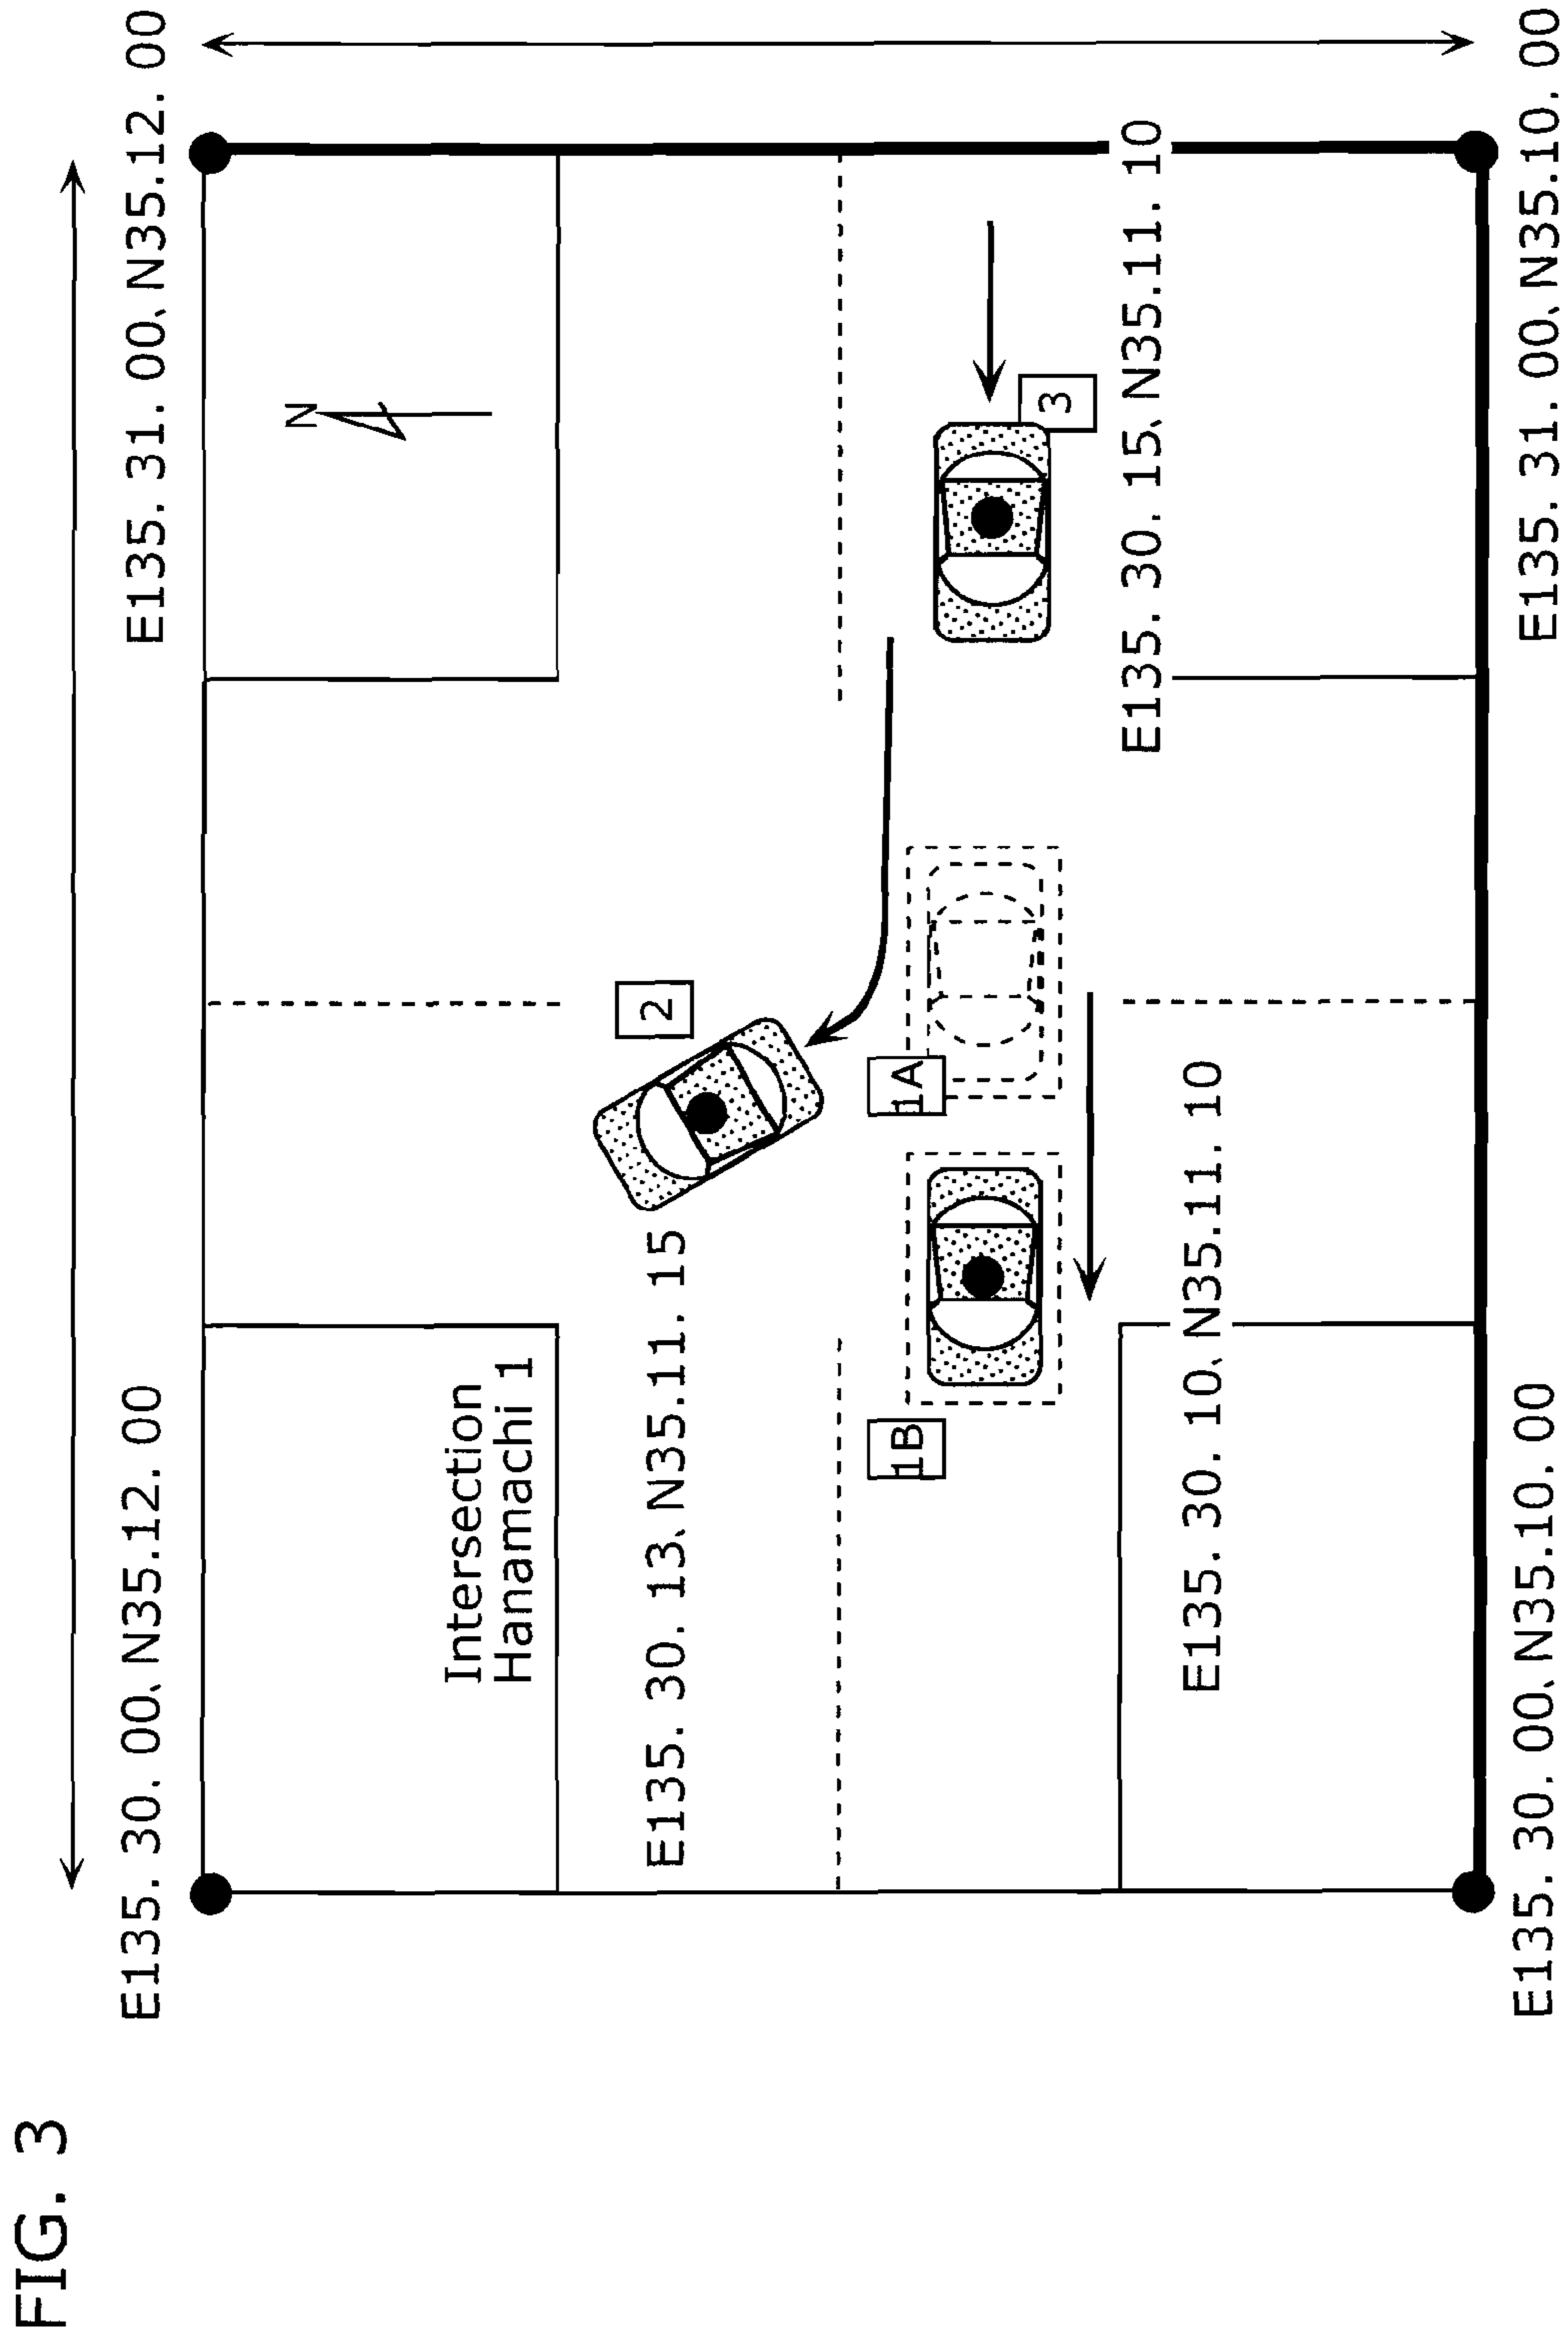 FIG. 3
E135. 30. 00、N35.12. 00
E135. 31. 00、N35.12. 00
N
Intersection
Hanamachi 1
2
E135. 30. 13、N35.11. 15
1B
1A
3
E135. 30. 15、N35.11. 10
E135. 30. 10、N35.11. 10
E135. 30. 00、N35.10. 00
E135. 31. 00、N35.10. 00